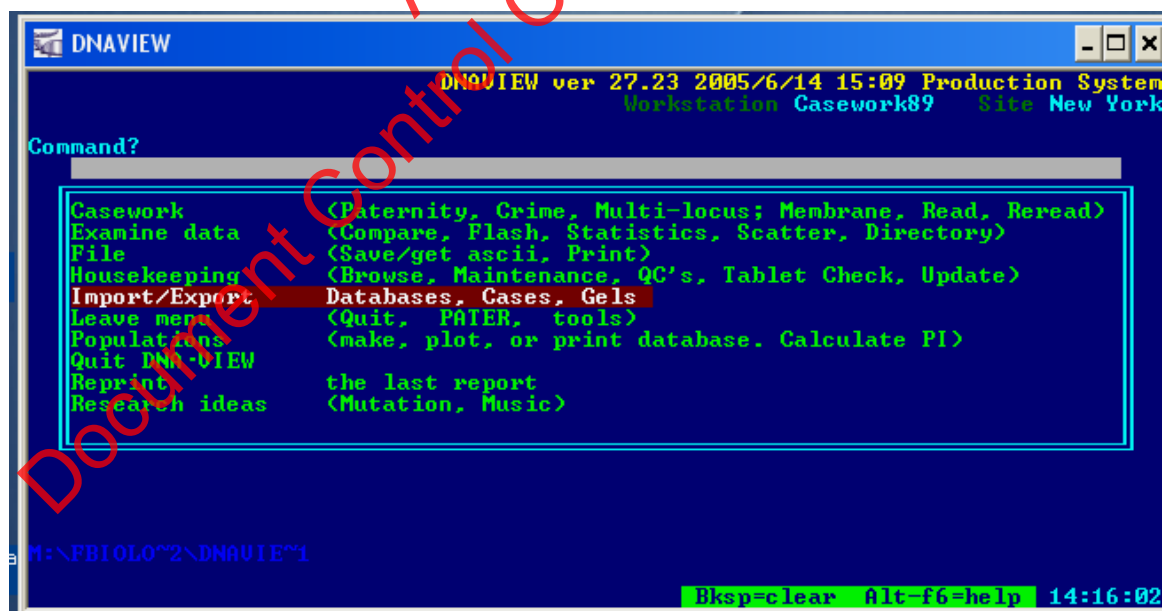 DNAVIEW
DNAVIEW ver 27.23 2005/6/14 15:09 Production System
Workstation Casework89 Site New York
Command?
Casework (Paternity, Crime, Multi-locus; Membrane, Read, Reread)
Examine data (Compare, Flash, Statistics, Scatter, Directory)
File (Save/get ascii, Print)
Housekeeping (Browse, Maintenance, QC's, Tablet Check, Update)
Import/Export Databases, Cases, Gels
Leave menu (Quit, PATER, tools)
Populations (make, plot, or print database. Calculate PI)
Quit DNA·VIEW
Reprint the last report
Research ideas (Mutation, Music)
M:\FBIOLO~2\DNAVIE~1
Bksp=clear Alt-f6=help 14:16:02
Document Control